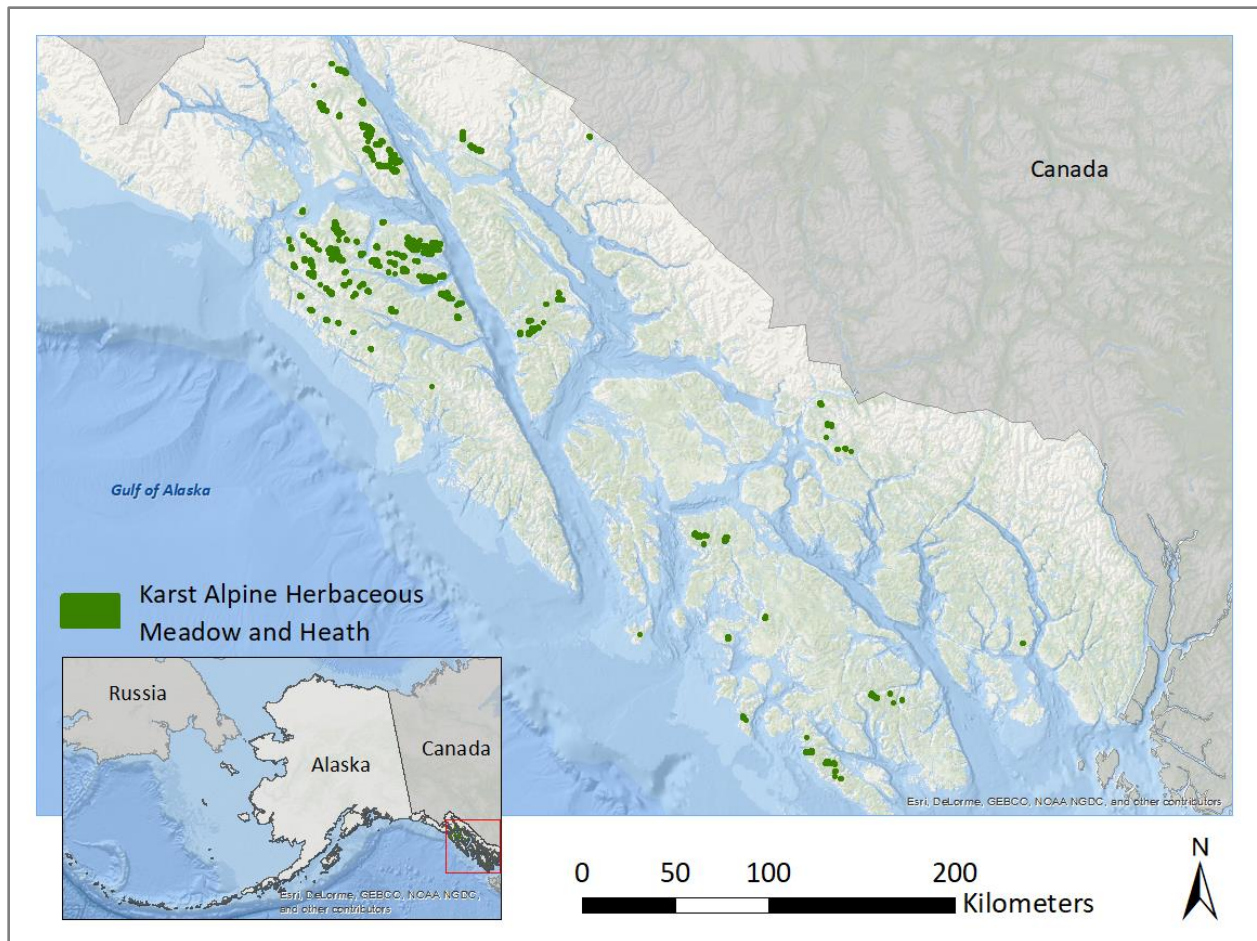 Canada
Gulf of Alaska
Karst Alpine Herbaceous
Meadow and Heath
Esri, DeLorme, GEBCO, NOAA NGDC, and other contributors
Russia
Canada
Alaska
Esri, DeLorme, GEBCO, NOAA NGDC,
and other contributors
0 50 100 200
Kilometers
N